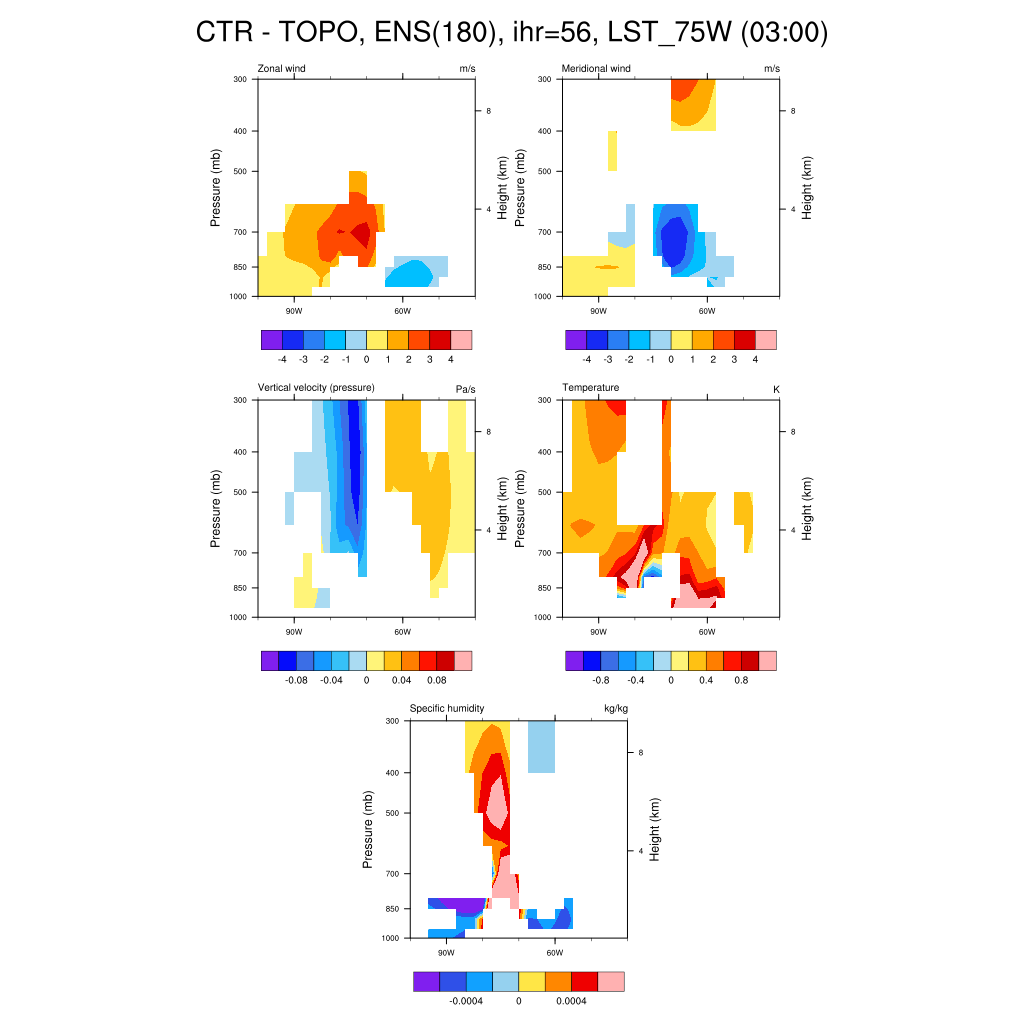 CTR - TOPO, ENS(180), ihr=56, LST_75W (03:00)
Zonal wind m/s
300
400
500
700
850
1000
Pressure (mb)
8
4
Height (km)
90W 60W
-4 -3 -2 -1 0 1 2 3 4
Meridional wind m/s
300
400
500
700
850
1000
Pressure (mb)
8
4
Height (km)
90W 60W
-4 -3 -2 -1 0 1 2 3 4
Vertical velocity (pressure) Pa/s
300
400
500
700
850
1000
Pressure (mb)
8
4
Height (km)
90W 60W
-0.08 -0.04 0 0.04 0.08
Temperature K
300
400
500
700
850
1000
Pressure (mb)
8
4
Height (km)
90W 60W
-0.8 -0.4 0 0.4 0.8
Specific humidity kg/kg
300
400
500
700
850
1000
Pressure (mb)
8
4
Height (km)
90W 60W
-0.0004 0 0.0004